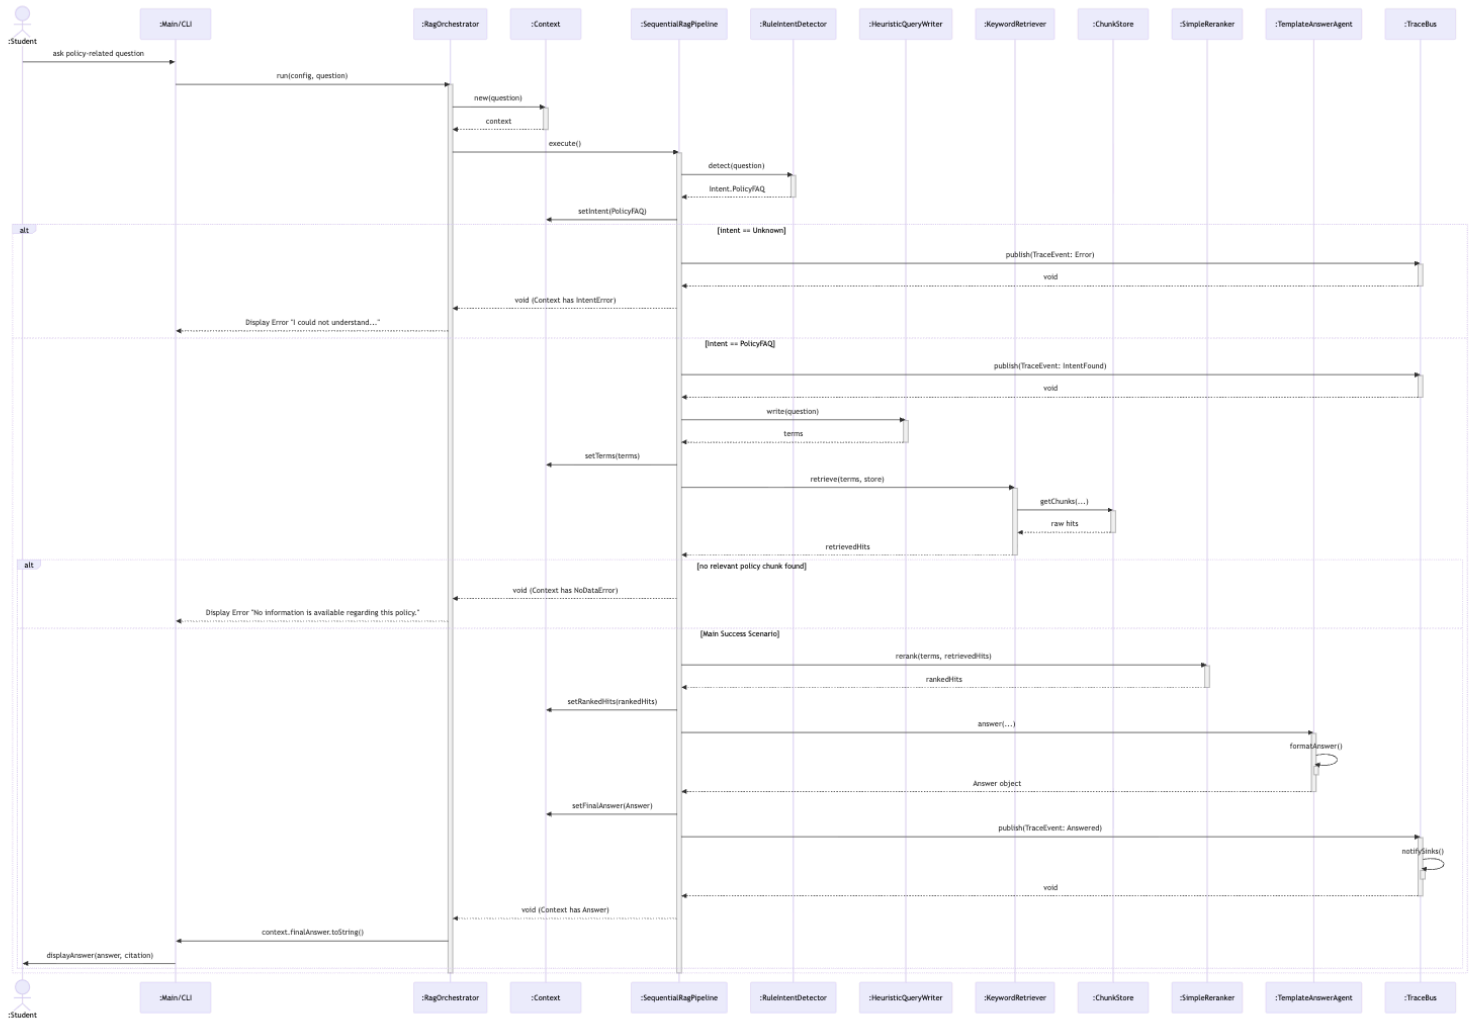 :Student
:Main/CLI
:RagOrchestrator
:Context
:SequentialRagPipeline
:RuleIntentDetector
:HeuristicQueryWriter
:KeywordRetriever
:ChunkStore
:SimpleReranker
:TemplateAnswerAgent
:TraceBus
ask policy-related question
run(config, question)
new(question)
context
execute()
detect(question)
Intent.PolicyFAQ
setIntent(PolicyFAQ)
alt
[intent == Unknown]
publish(TraceEvent: Error)
void
void (Context has IntentError)
Display Error "I could not understand..."
[Intent == PolicyFAQ]
publish(TraceEvent: IntentFound)
void
write(question)
terms
setTerms(terms)
retrieve(terms, store)
getChunks(...)
raw hits
retrievedHits
alt
[no relevant policy chunk found]
void (Context has NoDataError)
Display Error "No information is available regarding this policy."
[Main Success Scenario]
rerank(terms, retrievedHits)
rankedHits
setRankedHits(rankedHits)
answer(...)
formatAnswer()
Answer object
setFinalAnswer(Answer)
publish(TraceEvent: Answered)
notifySinks()
void
void (Context has Answer)
context.finalAnswer.toString()
displayAnswer(answer, citation)
:Student
:Main/CLI
:RagOrchestrator
:Context
:SequentialRagPipeline
:RuleIntentDetector
:HeuristicQueryWriter
:KeywordRetriever
:ChunkStore
:SimpleReranker
:TemplateAnswerAgent
:TraceBus